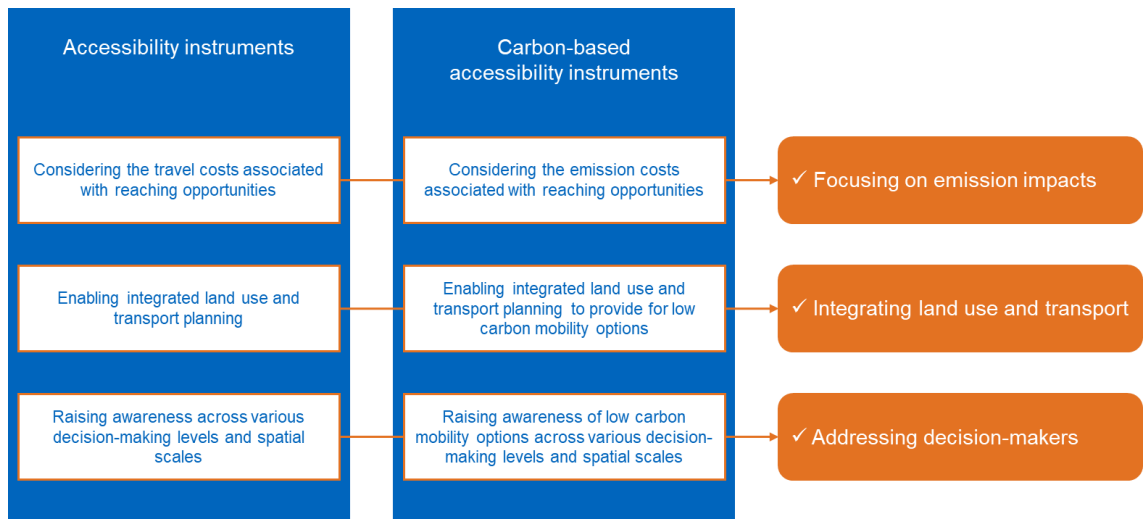 Accessibility instruments
Carbon-based
accessibility instruments
Considering the travel costs associated
with reaching opportunities
Considering the emission costs
associated with reaching opportunities
✓ Focusing on emission impacts
Enabling integrated land use and
transport planning
Enabling integrated land use and
transport planning to provide for low
carbon mobility options
✓ Integrating land use and transport
Raising awareness across various
decision-making levels and spatial
scales
Raising awareness of low carbon
mobility options across various decision-
making levels and spatial scales
✓ Addressing decision-makers